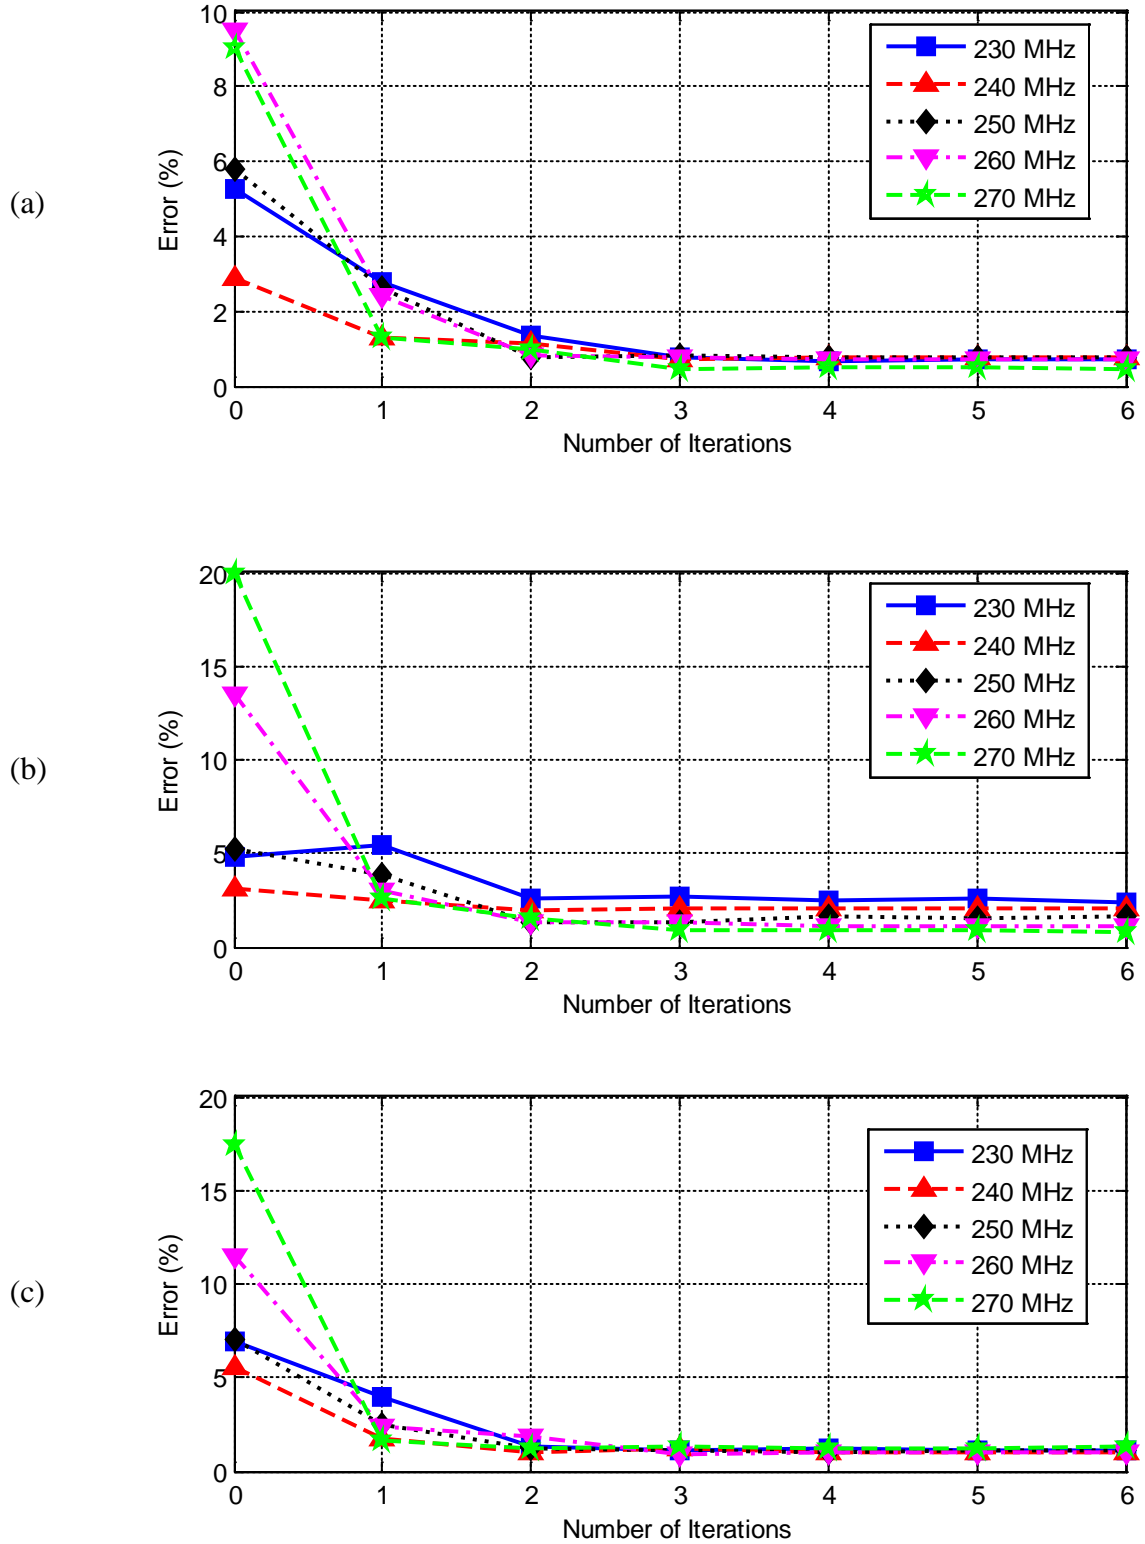 (a)
Error (%)
10
8
6
4
2
0
0 1 2 3 4 5 6
Number of Iterations
230 MHz
240 MHz
250 MHz
260 MHz
270 MHz
(b)
Error (%)
20
15
10
5
0
0 1 2 3 4 5 6
Number of Iterations
230 MHz
240 MHz
250 MHz
260 MHz
270 MHz
(c)
Error (%)
20
15
10
5
0
0 1 2 3 4 5 6
Number of Iterations
230 MHz
240 MHz
250 MHz
260 MHz
270 MHz